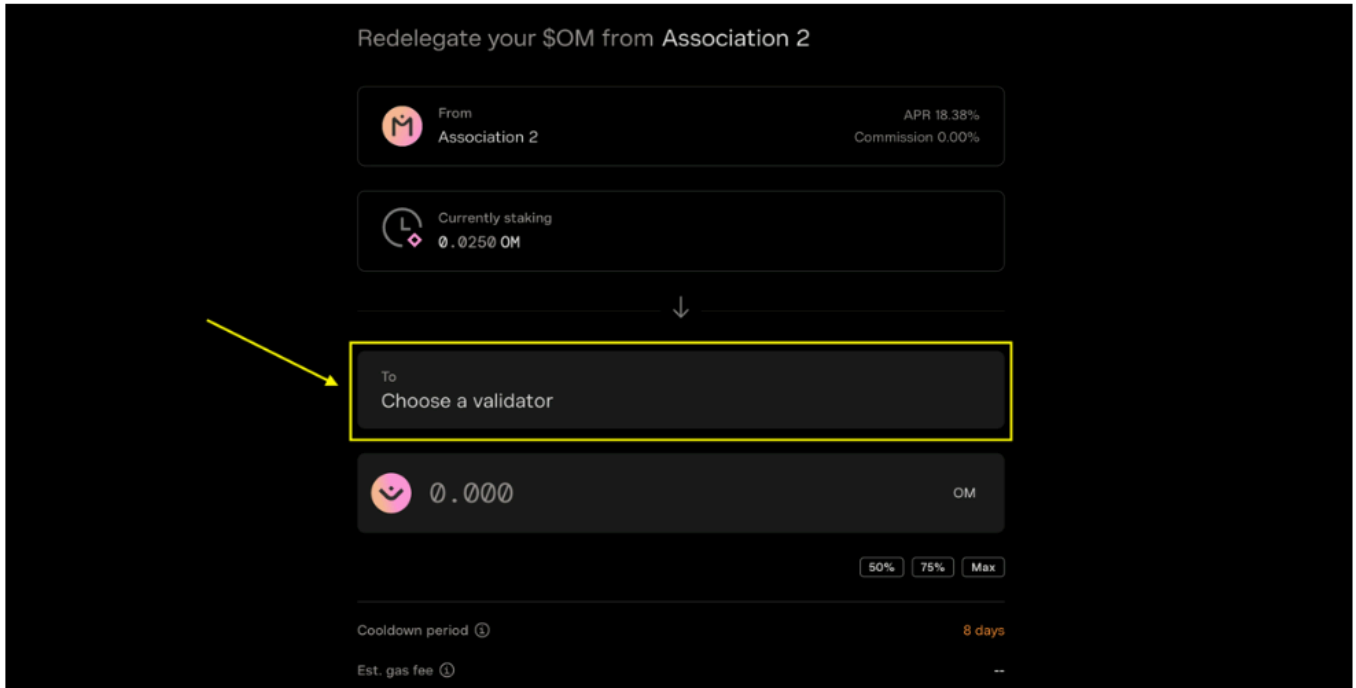 Redelegate your $OM from Association 2
From
APR 18.38%
Association 2
Commission 0.00%
Currently staking
0.0250 OM
To
Choose a validator
0.000
OM
50% 75% Max
Cooldown period
8 days
Est. gas fee
--